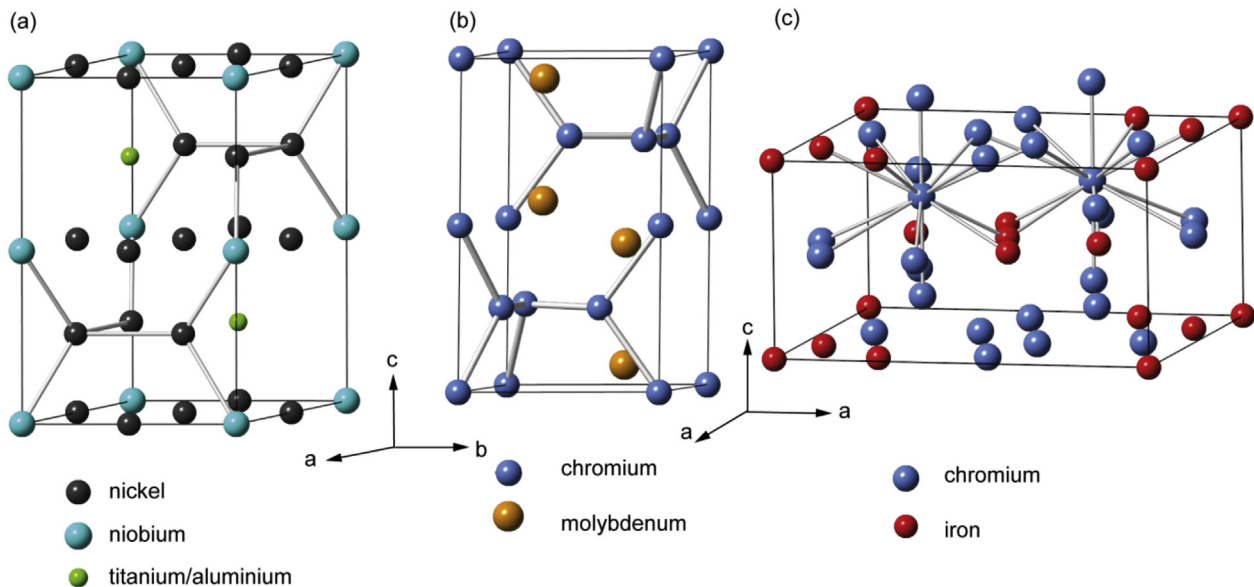 (a)
(b)
(c)
c
a
b
c
a
a
nickel
niobium
titanium/aluminium
chromium
molybdenum
chromium
iron